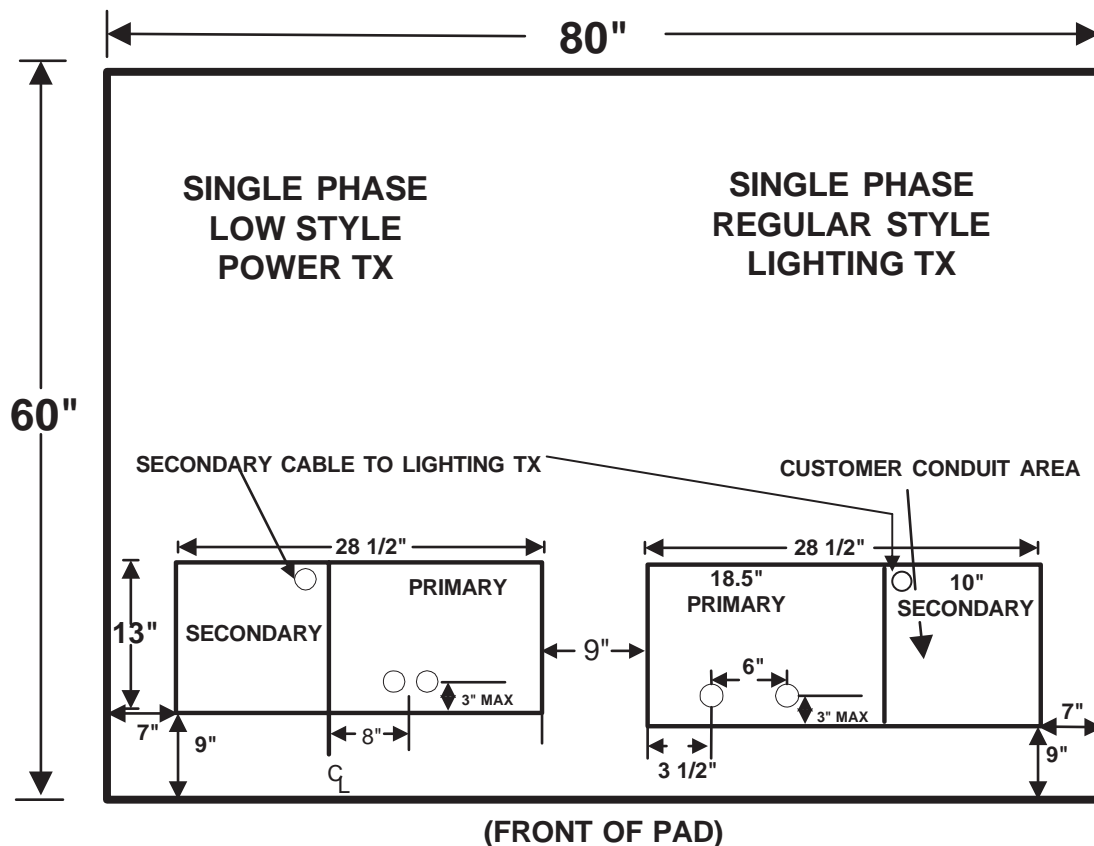 80"
SINGLE PHASE
LOW STYLE
POWER TX
SINGLE PHASE
REGULAR STYLE
LIGHTING TX
60"
SECONDARY CABLE TO LIGHTING TX
CUSTOMER CONDUIT AREA
28 1/2"
28 1/2"
PRIMARY
18.5"
PRIMARY
10"
SECONDARY
13"
SECONDARY
9"
6"
3" MAX
3" MAX
7"
9"
8"
3 1/2"
7"
9"
CL
(FRONT OF PAD)